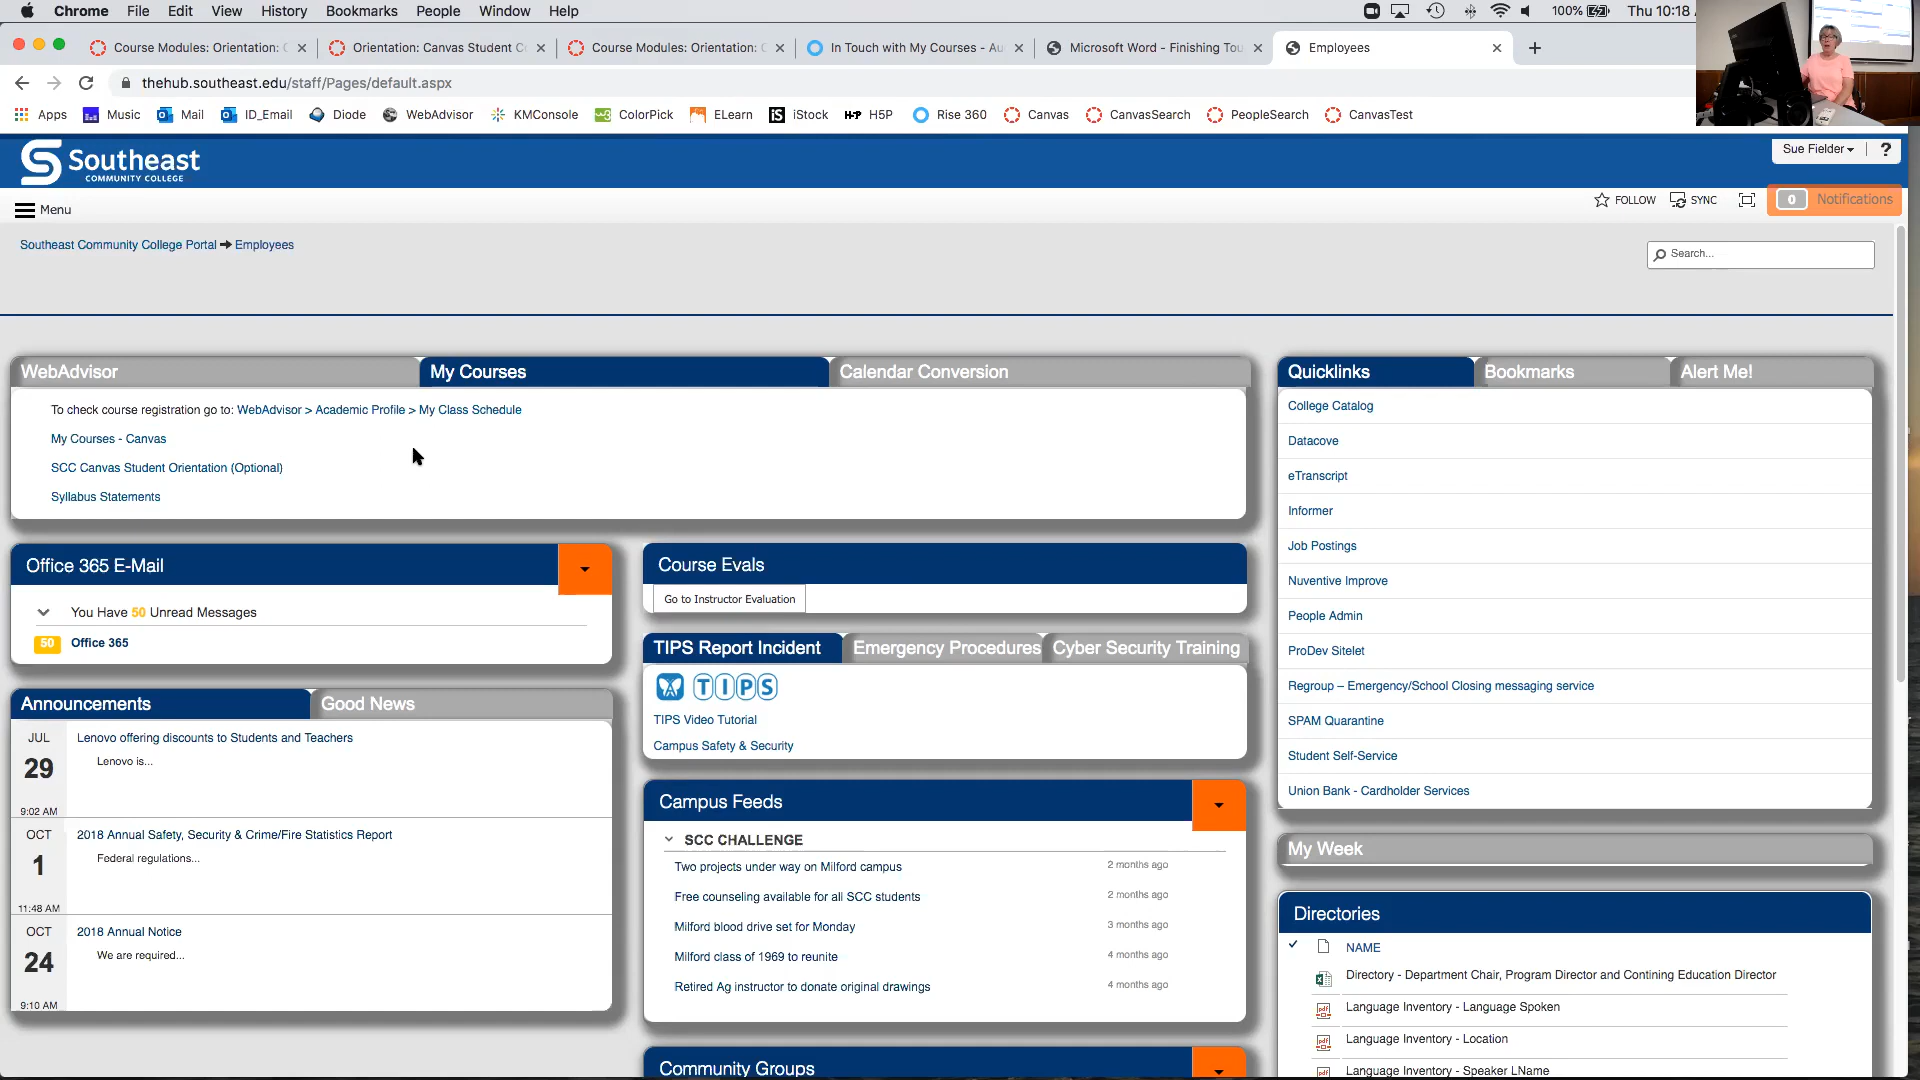 Chrome File Edit View History Bookmarks People Window Help 100% Thu 10:18
Course Modules: Orientation: Orientation: Canvas Student Course Modules: Orientation: In Touch with My Courses - Microsoft Word - Finishing Employees
thehub.southeast.edu/staff/Pages/default.aspx
Apps Music Mail ID_Email Diode WebAdvisor KMConsole ColorPick ELearn iStock H5P Rise 360 Canvas CanvasSearch PeopleSearch CanvasTest
Southeast
COMMUNITY COLLEGE
Sue Fielder ?
Menu FOLLOW SYNC 0 Notifications
Southeast Community College Portal Employees
Search...
WebAdvisor My Courses Calendar Conversion
To check course registration go to: WebAdvisor > Academic Profile > My Class Schedule
My Courses - Canvas
SCC Canvas Student Orientation (Optional)
Syllabus Statements
Office 365 E-Mail
You Have 50 Unread Messages
50 Office 365
Announcements Good News
JUL
29
9:02 AM
Lenovo offering discounts to Students and Teachers
Lenovo is...
OCT
1
11:48 AM
2018 Annual Safety, Security & Crime/Fire Statistics Report
Federal regulations...
OCT
24
9:10 AM
2018 Annual Notice
We are required...
Course Evals
Go to Instructor Evaluation
TIPS Report Incident Emergency Procedures Cyber Security Training
TIPS
TIPS Video Tutorial
Campus Safety & Security
Campus Feeds
SCC CHALLENGE
Two projects under way on Milford campus 2 months ago
Free counseling available for all SCC students 2 months ago
Milford blood drive set for Monday 3 months ago
Milford class of 1969 to reunite 4 months ago
Retired Ag instructor to donate original drawings 4 months ago
Community Groups
Quicklinks Bookmarks Alert Me!
College Catalog
Datacove
eTranscript
Informer
Job Postings
Nuventive Improve
People Admin
ProDev Sitelet
Regroup – Emergency/School Closing messaging service
SPAM Quarantine
Student Self-Service
Union Bank - Cardholder Services
My Week
Directories
NAME
Directory - Department Chair, Program Director and Contining Education Director
Language Inventory - Language Spoken
Language Inventory - Location
Language Inventory - Speaker LName